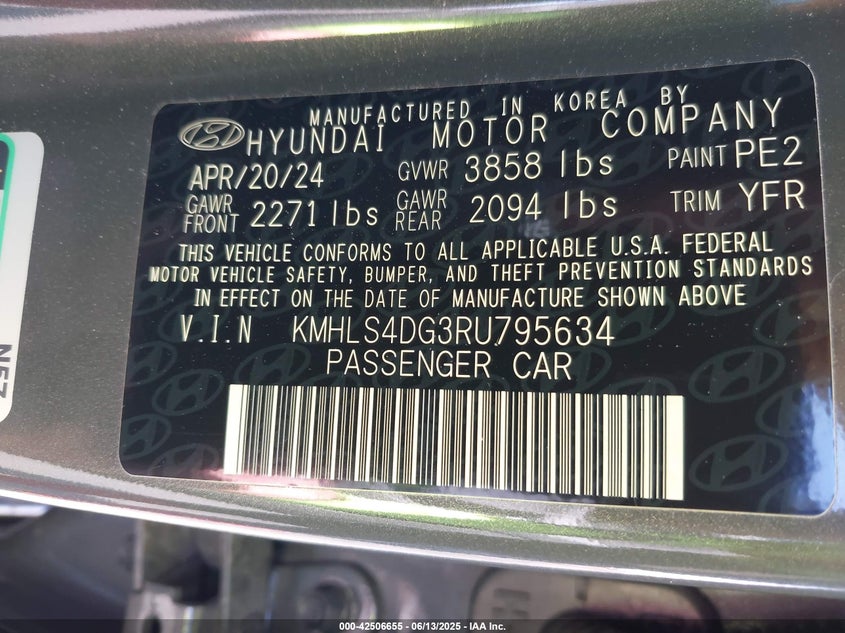 MANUFACTURED IN KOREA BY
HYUNDAI MOTOR COMPANY
APR/20/24 GVWR 3858 lbs PAINT PE2
GAWR FRONT 2271 lbs GAWR REAR 2094 lbs TRIM YFR
THIS VEHICLE CONFORMS TO ALL APPLICABLE U.S.A. FEDERAL
MOTOR VEHICLE SAFETY, BUMPER, AND THEFT PREVENTION STANDARDS
IN EFFECT ON THE DATE OF MANUFACTURE SHOWN ABOVE
V.I.N KMHLS4DG3RU795634
PASSENGER CAR
000-42506655 - 06/13/2025 - IAA Inc.